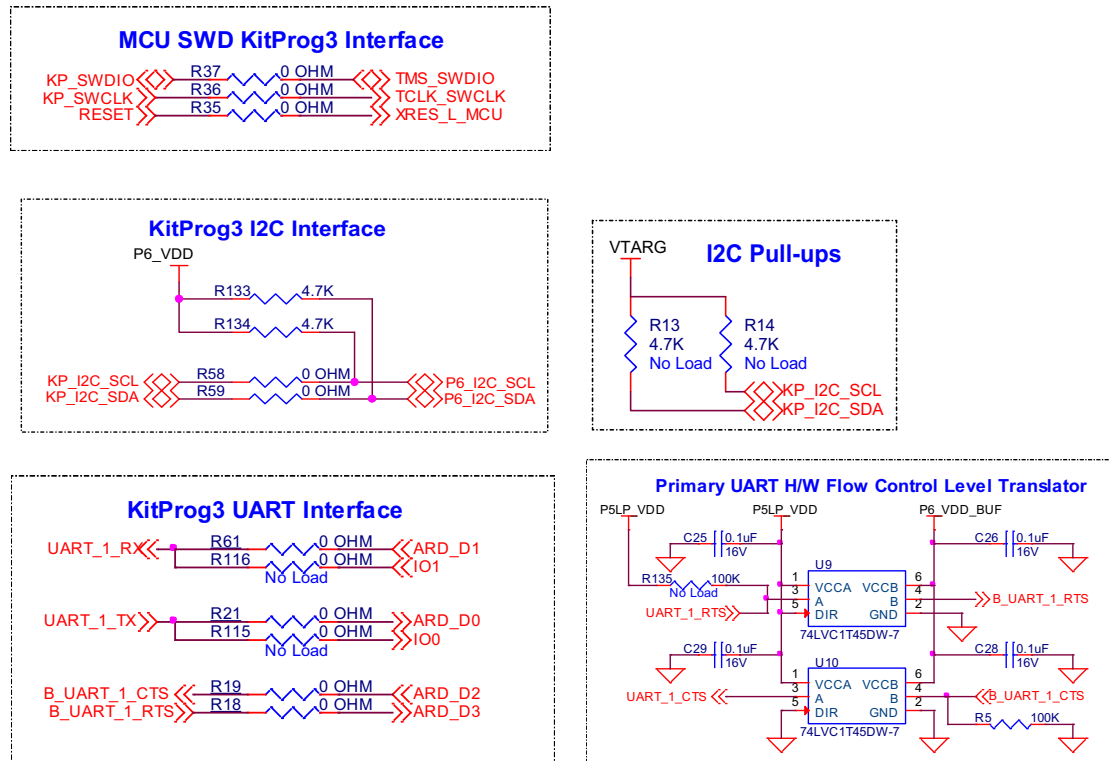 MCU SWD KitProg3 Interface
KP_SWDIO R37 0 OHM TMS_SWDIO
KP_SWCLK R36 0 OHM TCLK_SWCLK
RESET R35 0 OHM XRES_L_MCU
KitProg3 I2C Interface
P6_VDD
R133 4.7K
R134 4.7K
KP_I2C_SCL R58 0 OHM P6_I2C_SCL
KP_I2C_SDA R59 0 OHM P6_I2C_SDA
VTARG
I2C Pull-ups
R13 R14
4.7K 4.7K
No Load No Load
KP_I2C_SCL
KP_I2C_SDA
KitProg3 UART Interface
UART_1_RX R61 0 OHM ARD_D1
R116 0 OHM IO1
No Load
UART_1_TX R21 0 OHM ARD_D0
R115 0 OHM IO0
No Load
B_UART_1_CTS R19 0 OHM ARD_D2
B_UART_1_RTS R18 0 OHM ARD_D3
Primary UART H/W Flow Control Level Translator
P5LP_VDD P5LP_VDD P6_VDD_BUF
C25 0.1uF C26 0.1uF
16V 16V
U9
R135 100K
No Load
1 VCCA VCCB 6
3 A B 4 B_UART_1_RTS
UART_1_RTS 5 DIR GND 2
74LVC1T45DW-7
C29 0.1uF C28 0.1uF
16V 16V
U10
1 VCCA VCCB 6
UART_1_CTS 3 A B 4 B_UART_1_CTS
5 DIR GND 2
R5 100K
74LVC1T45DW-7